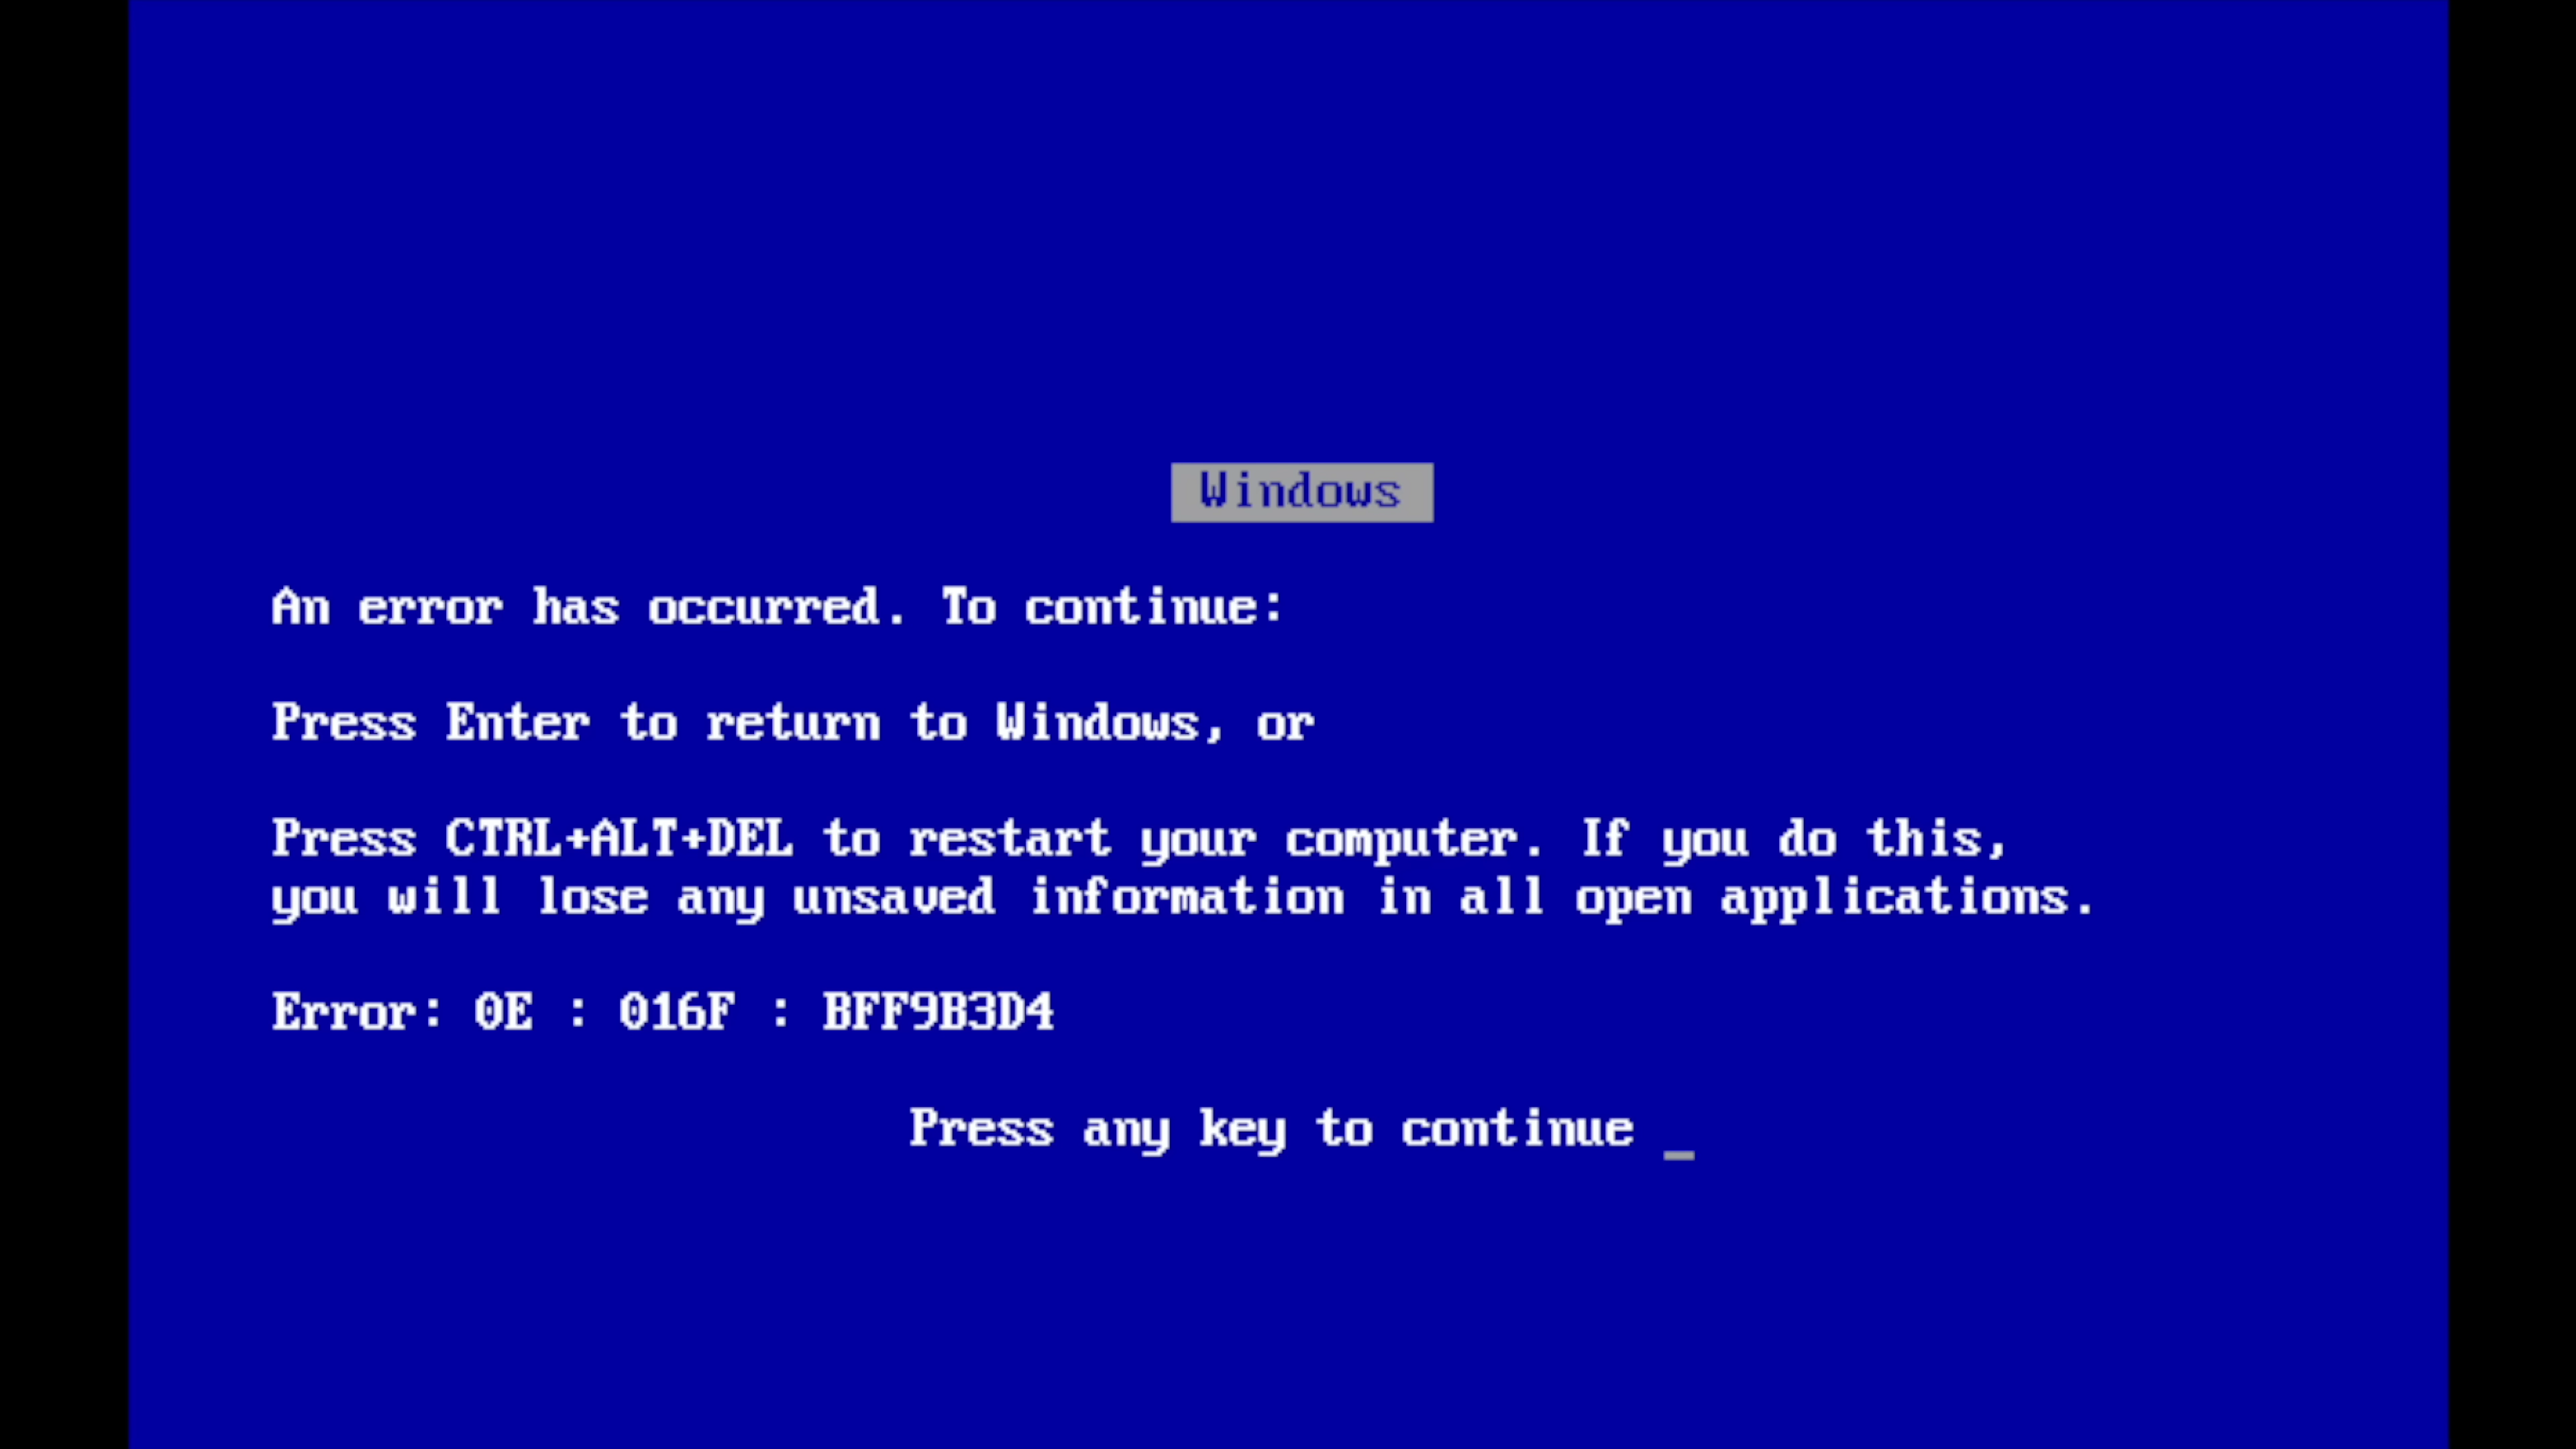 Windows
An error has occurred. To continue:
Press Enter to return to Windows, or
Press CTRL+ALT+DEL to restart your computer. If you do this,
you will lose any unsaved information in all open applications.
Error: 0E : 016F : BFF9B3D4
Press any key to continue _